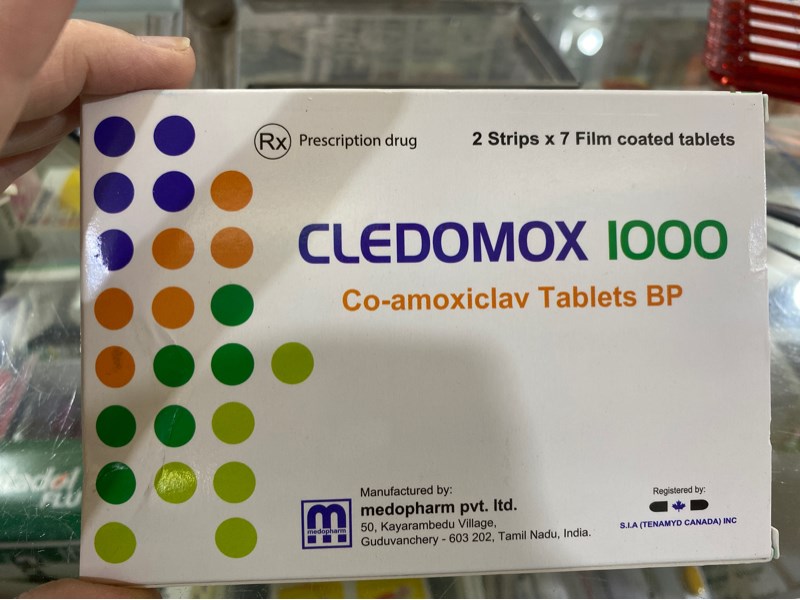 Rx Prescription drug
2 Strips x 7 Film coated tablets
CLEDOMOX 1000
Co-amoxiclav Tablets BP
Manufactured by:
medopharm pvt. ltd.
50, Kayarambedu Village,
Guduvanchery - 603 202, Tamil Nadu, India.
m
medopharm
Registered by:
S.I.A (TENAMYD CANADA) INC
FLU